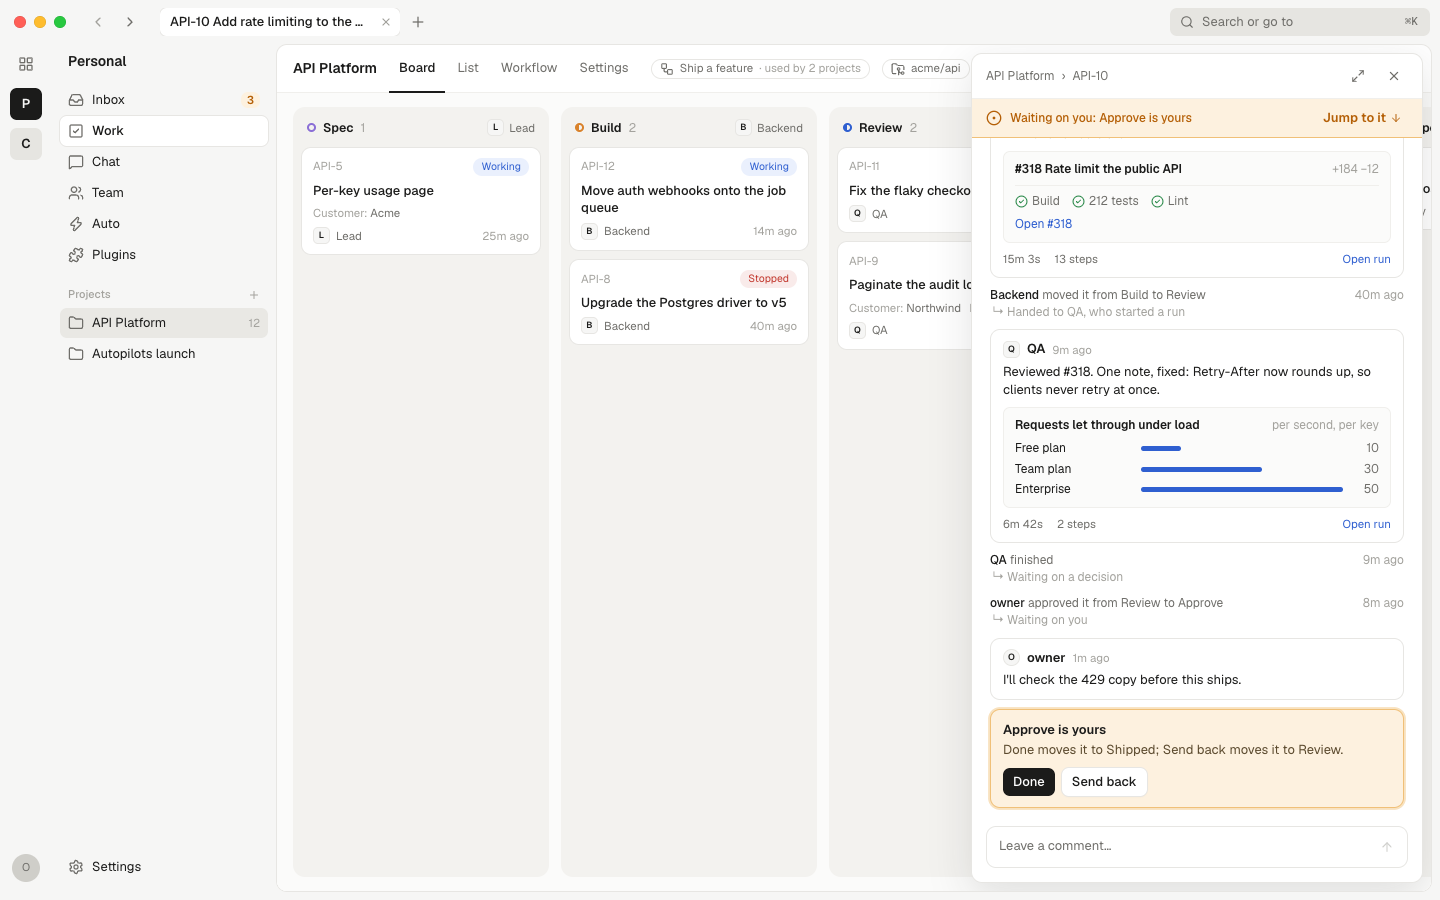 API-10 Add rate limiting to the ...
Search or go to
⌘K
P
C
Personal
Inbox
3
Work
Chat
Team
Auto
Plugins
Projects
API Platform
12
Autopilots launch
O
Settings
API Platform
Board
List
Workflow
Settings
Ship a feature · used by 2 projects
acme/api
Spec 1
L Lead
API-5
Working
Per-key usage page
Customer: Acme
L Lead
25m ago
Build 2
B Backend
API-12
Working
Move auth webhooks onto the job
queue
B Backend
14m ago
API-8
Stopped
Upgrade the Postgres driver to v5
B Backend
40m ago
Review 2
API-11
Fix the flaky checko
Q QA
API-9
Paginate the audit lo
Customer: Northwind
Q QA
API Platform › API-10
Waiting on you: Approve is yours
Jump to it ↓
#318 Rate limit the public API
+184 −12
Build
212 tests
Lint
Open #318
15m 3s
13 steps
Open run
Backend moved it from Build to Review
40m ago
Handed to QA, who started a run
Q QA 9m ago
Reviewed #318. One note, fixed: Retry-After now rounds up, so
clients never retry at once.
Requests let through under load
per second, per key
Free plan
10
Team plan
30
Enterprise
50
6m 42s
2 steps
Open run
QA finished
9m ago
Waiting on a decision
owner approved it from Review to Approve
8m ago
Waiting on you
O owner 1m ago
I'll check the 429 copy before this ships.
Approve is yours
Done moves it to Shipped; Send back moves it to Review.
Done
Send back
Leave a comment...